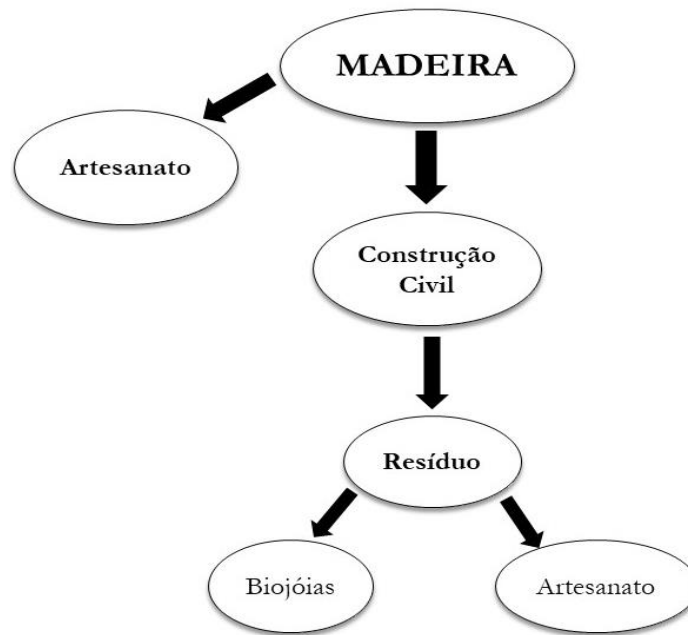 MADEIRA
Artesanato
Construção
Civil
Resíduo
Biojóias
Artesanato